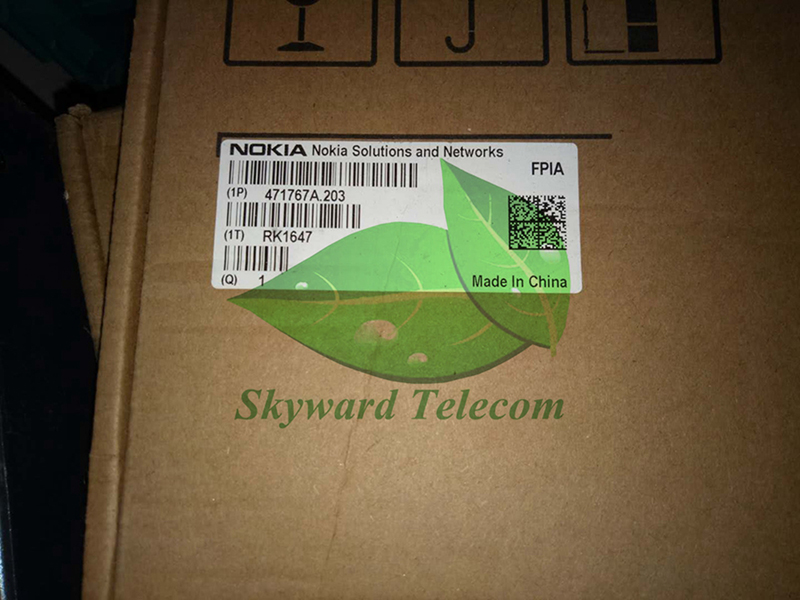 NOKIA Nokia Solutions and Networks
FPIA
(1P) 471767A.203
(1T) RK1647
(Q) 1
Made In China
Skyward Telecom